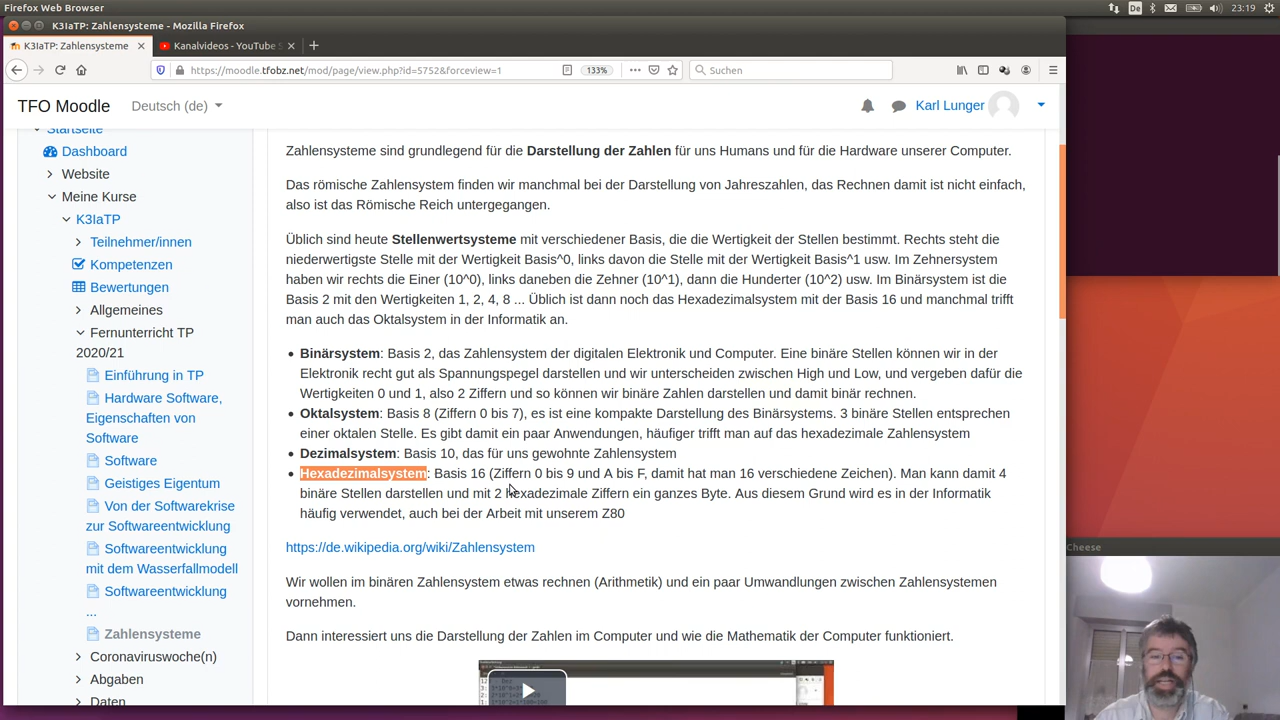 Firefox Web Browser
De
23:19
K3IaTP: Zahlensysteme - Mozilla Firefox
K3IaTP: Zahlensysteme
Kanalvideos - YouTube S
https://moodle.tfobz.net/mod/page/view.php?id=5752&forceview=1
133%
Suchen
TFO Moodle
Deutsch (de)
Karl Lunger
Startseite
Dashboard
Website
Meine Kurse
K3IaTP
Teilnehmer/innen
Kompetenzen
Bewertungen
Allgemeines
Fernunterricht TP
2020/21
Einführung in TP
Hardware Software,
Eigenschaften von
Software
Software
Geistiges Eigentum
Von der Softwarekrise
zur Softwareentwicklung
Softwareentwicklung
mit dem Wasserfallmodell
Softwareentwicklung
...
Zahlensysteme
Coronaviruswoche(n)
Abgaben
Daten
Zahlensysteme sind grundlegend für die Darstellung der Zahlen für uns Humans und für die Hardware unserer Computer.
Das römische Zahlensystem finden wir manchmal bei der Darstellung von Jahreszahlen, das Rechnen damit ist nicht einfach,
also ist das Römische Reich untergegangen.
Üblich sind heute Stellenwertsysteme mit verschiedener Basis, die die Wertigkeit der Stellen bestimmt. Rechts steht die
niederwertigste Stelle mit der Wertigkeit Basis^0, links davon die Stelle mit der Wertigkeit Basis^1 usw. Im Zehnersystem
haben wir rechts die Einer (10^0), links daneben die Zehner (10^1), dann die Hunderter (10^2) usw. Im Binärsystem ist die
Basis 2 mit den Wertigkeiten 1, 2, 4, 8 ... Üblich ist dann noch das Hexadezimalsystem mit der Basis 16 und manchmal trifft
man auch das Oktalsystem in der Informatik an.
Binärsystem: Basis 2, das Zahlensystem der digitalen Elektronik und Computer. Eine binäre Stellen können wir in der
Elektronik recht gut als Spannungspegel darstellen und wir unterscheiden zwischen High und Low, und vergeben dafür die
Wertigkeiten 0 und 1, also 2 Ziffern und so können wir binäre Zahlen darstellen und damit binär rechnen.
Oktalsystem: Basis 8 (Ziffern 0 bis 7), es ist eine kompakte Darstellung des Binärsystems. 3 binäre Stellen entsprechen
einer oktalen Stelle. Es gibt damit ein paar Anwendungen, häufiger trifft man auf das hexadezimale Zahlensystem
Dezimalsystem: Basis 10, das für uns gewohnte Zahlensystem
Hexadezimalsystem: Basis 16 (Ziffern 0 bis 9 und A bis F, damit hat man 16 verschiedene Zeichen). Man kann damit 4
binäre Stellen darstellen und mit 2 hexadezimale Ziffern ein ganzes Byte. Aus diesem Grund wird es in der Informatik
häufig verwendet, auch bei der Arbeit mit unserem Z80
https://de.wikipedia.org/wiki/Zahlensystem
Wir wollen im binären Zahlensystem etwas rechnen (Arithmetik) und ein paar Umwandlungen zwischen Zahlensystemen
vornehmen.
Dann interessiert uns die Darstellung der Zahlen im Computer und wie die Mathematik der Computer funktioniert.
Cheese